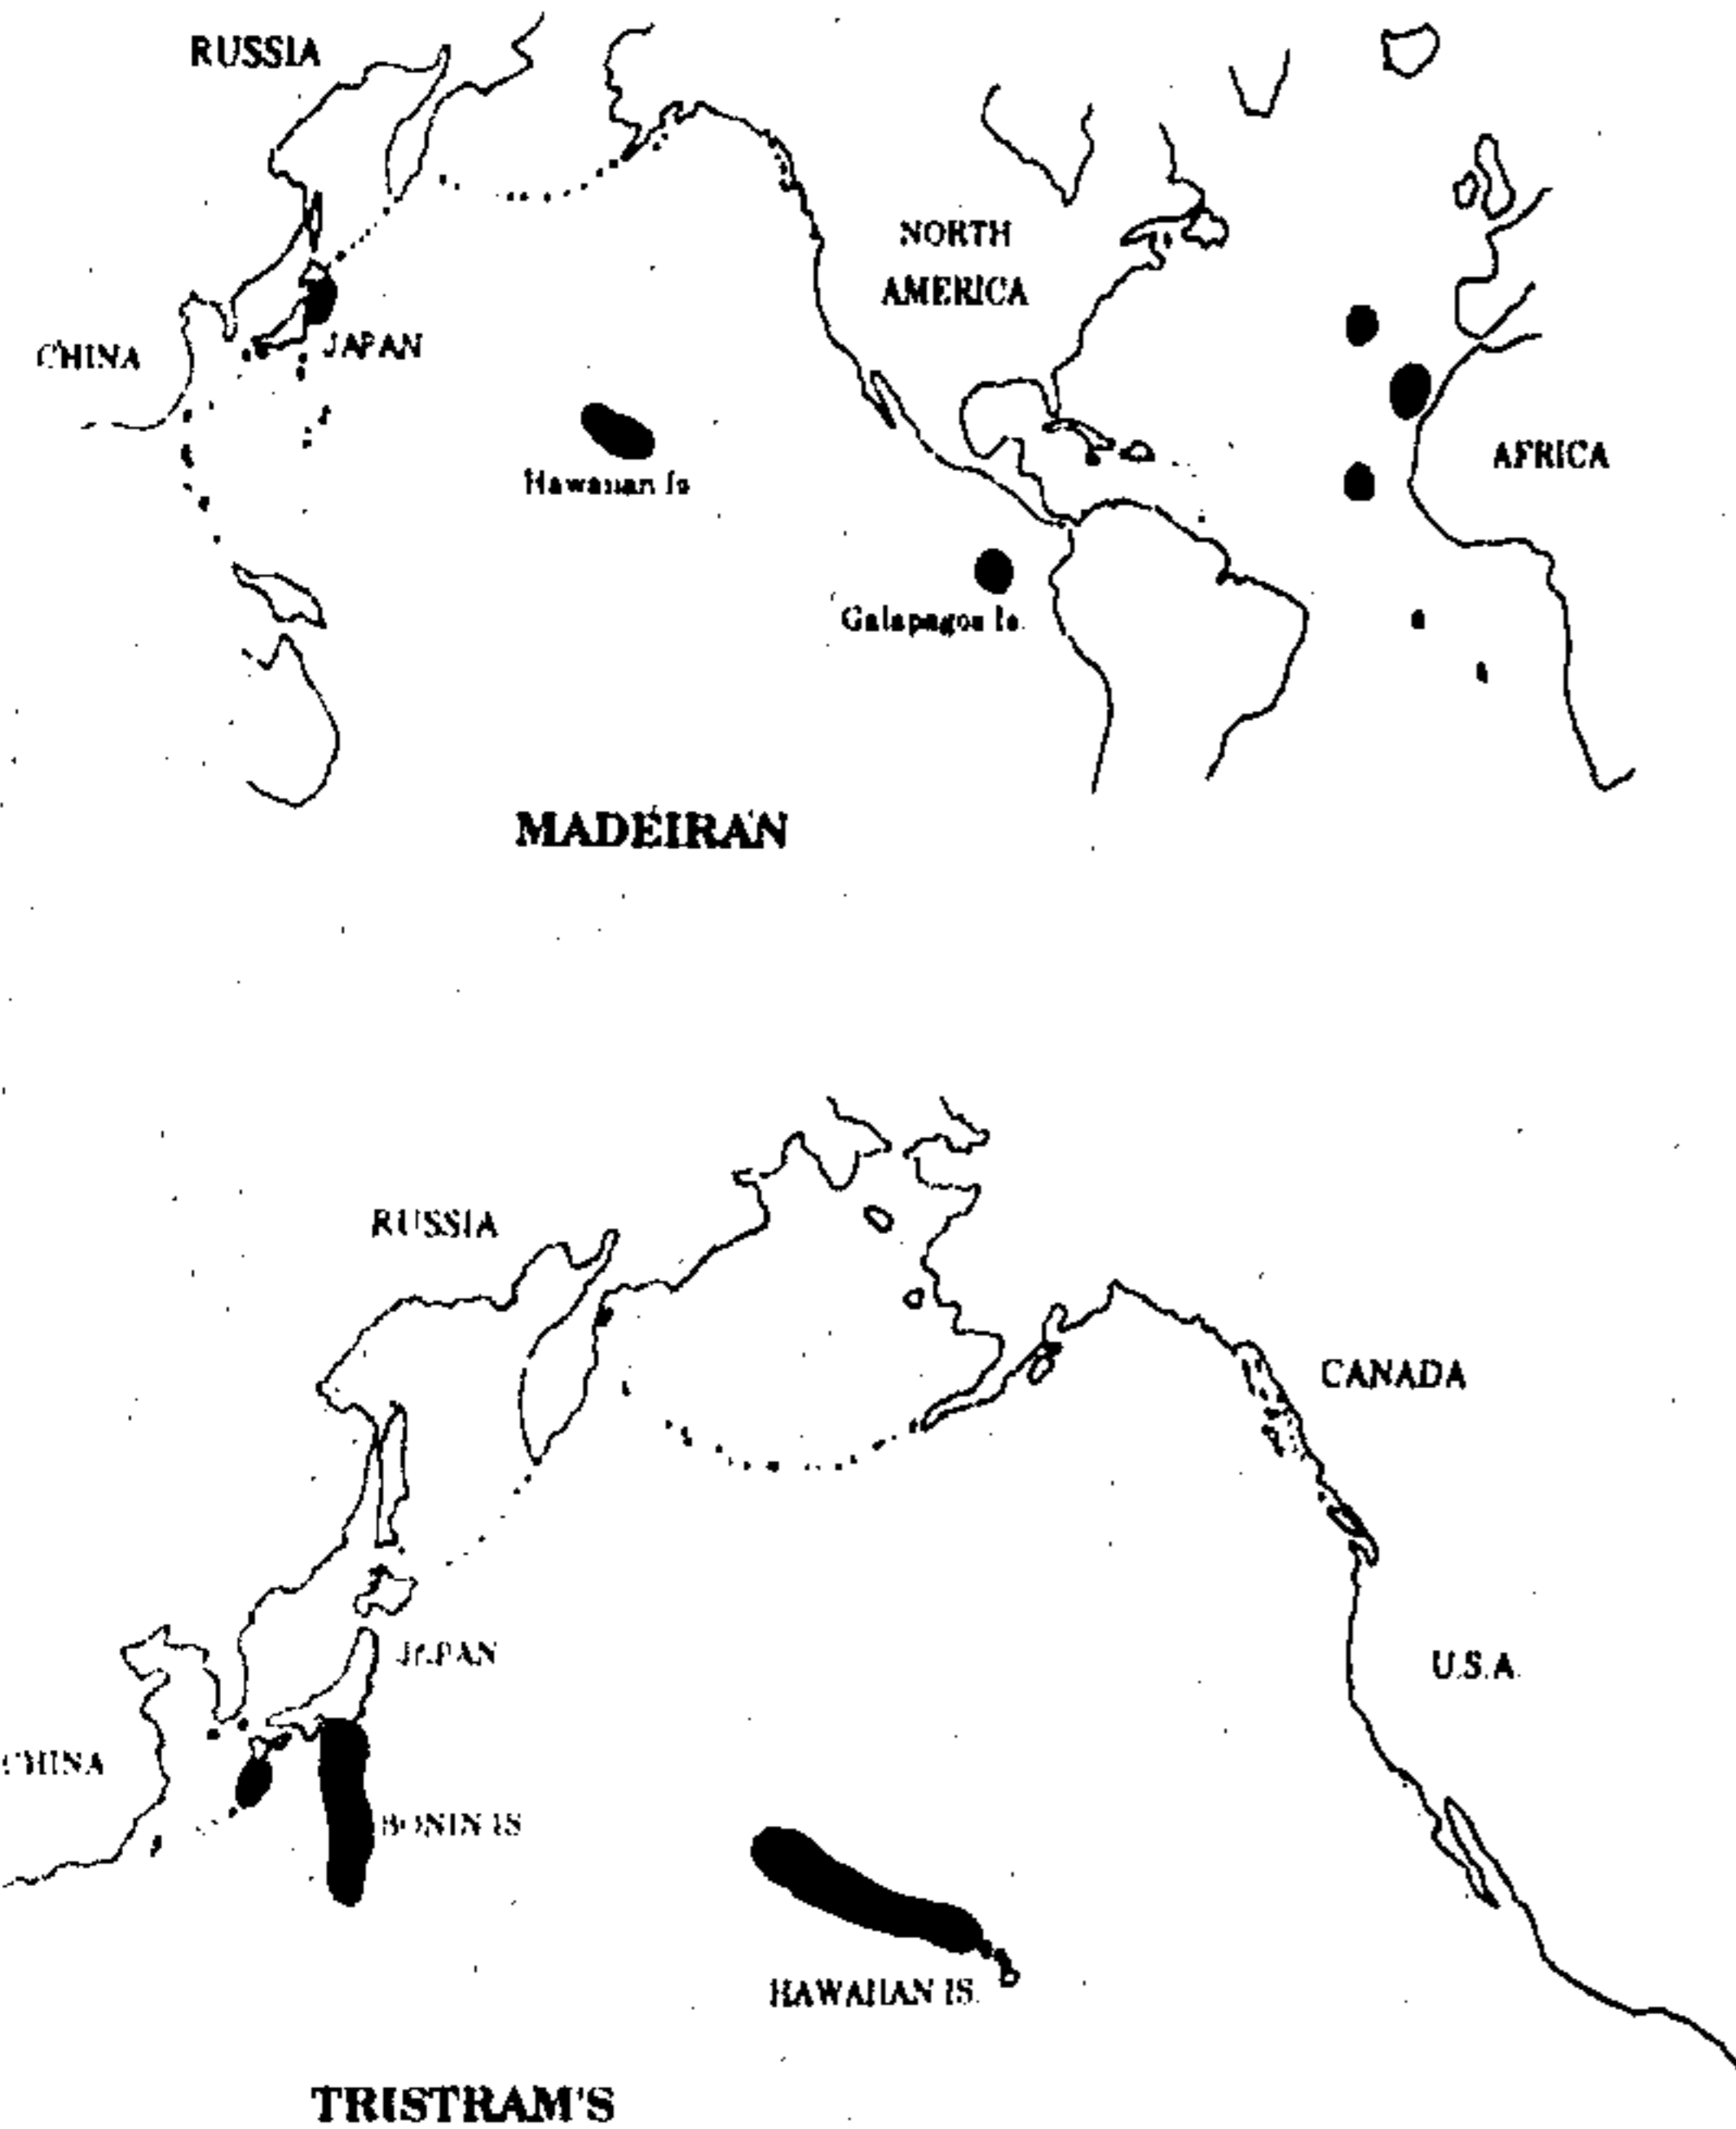 RUSSIA
NORTH
AMERICA
CHINA
JAPAN
AFRICA
Hawaiian Is
Galapagos Is.
MADEIRAN
RUSSIA
CANADA
JAPAN
U.S.A.
CHINA
BONIN IS
HAWAIIAN IS.
TRISTRAM'S